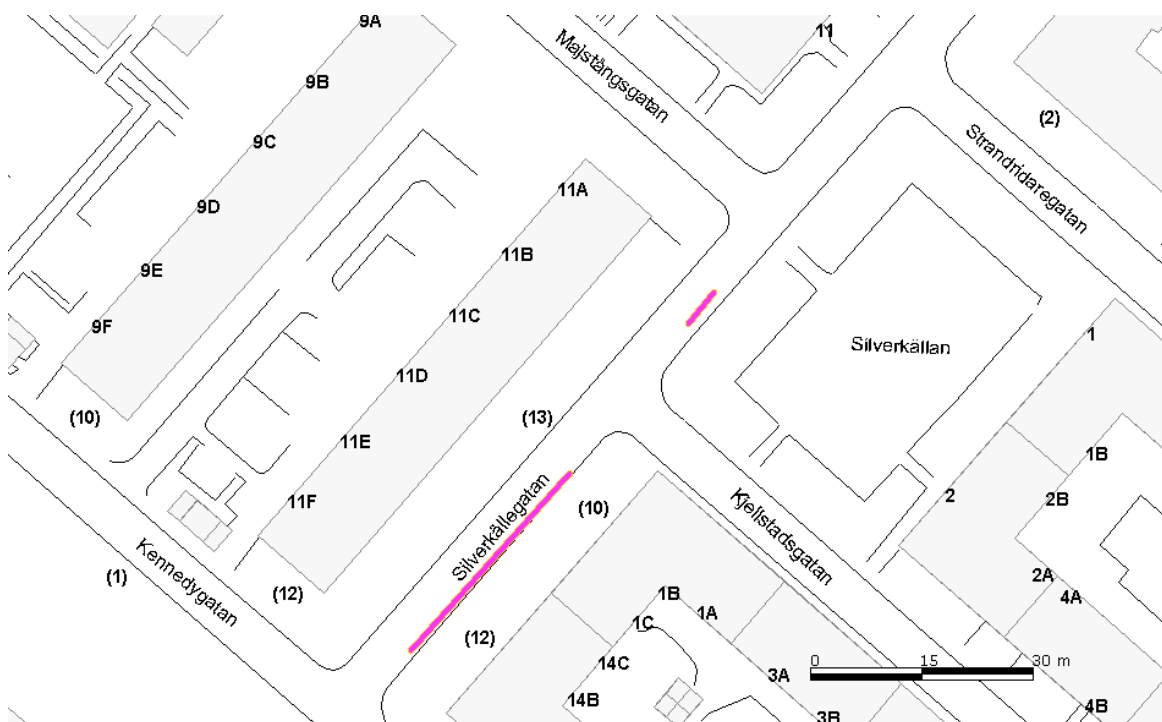 9A
11
9B
Majstångsgatan
(2)
9C
Strandridaregatan
11A
9D
11B
9E
11C
9F
1
Silverkällan
11D
(10)
(13)
11E
1B
11F
2
2B
(10)
Silverkällegatan
Kjellstadsgatan
Kennedygatan
(1)
(12)
2A
4A
1B
1A
1C
(12)
14C
0 15 30 m
3A
14B
4B
3B